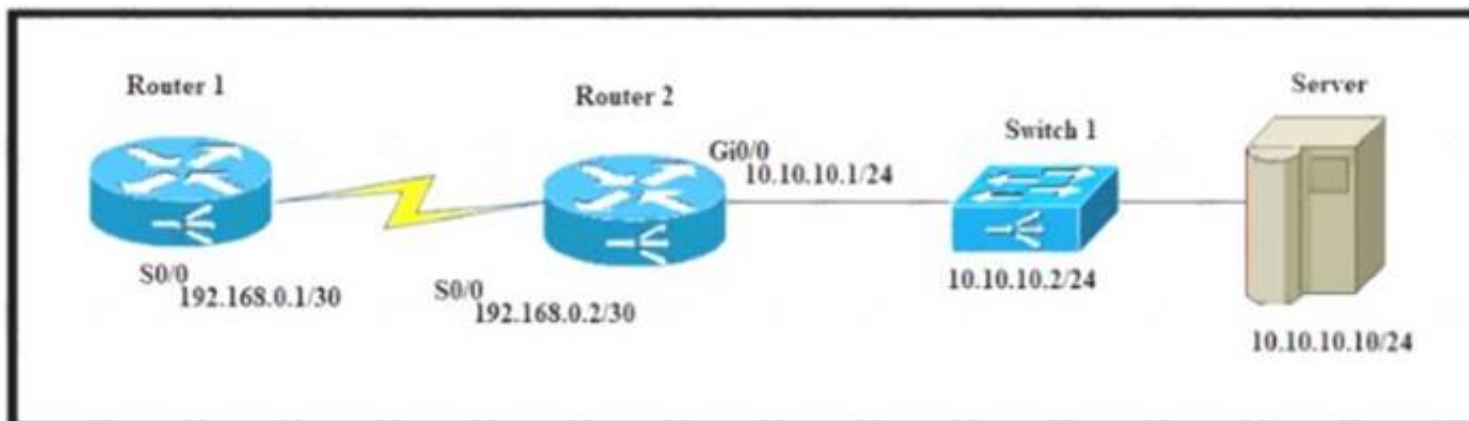 Router 1
Router 2
Switch 1
Server
Gi0/0
10.10.10.1/24
S0/0
192.168.0.1/30
S0/0
192.168.0.2/30
10.10.10.2/24
10.10.10.10/24